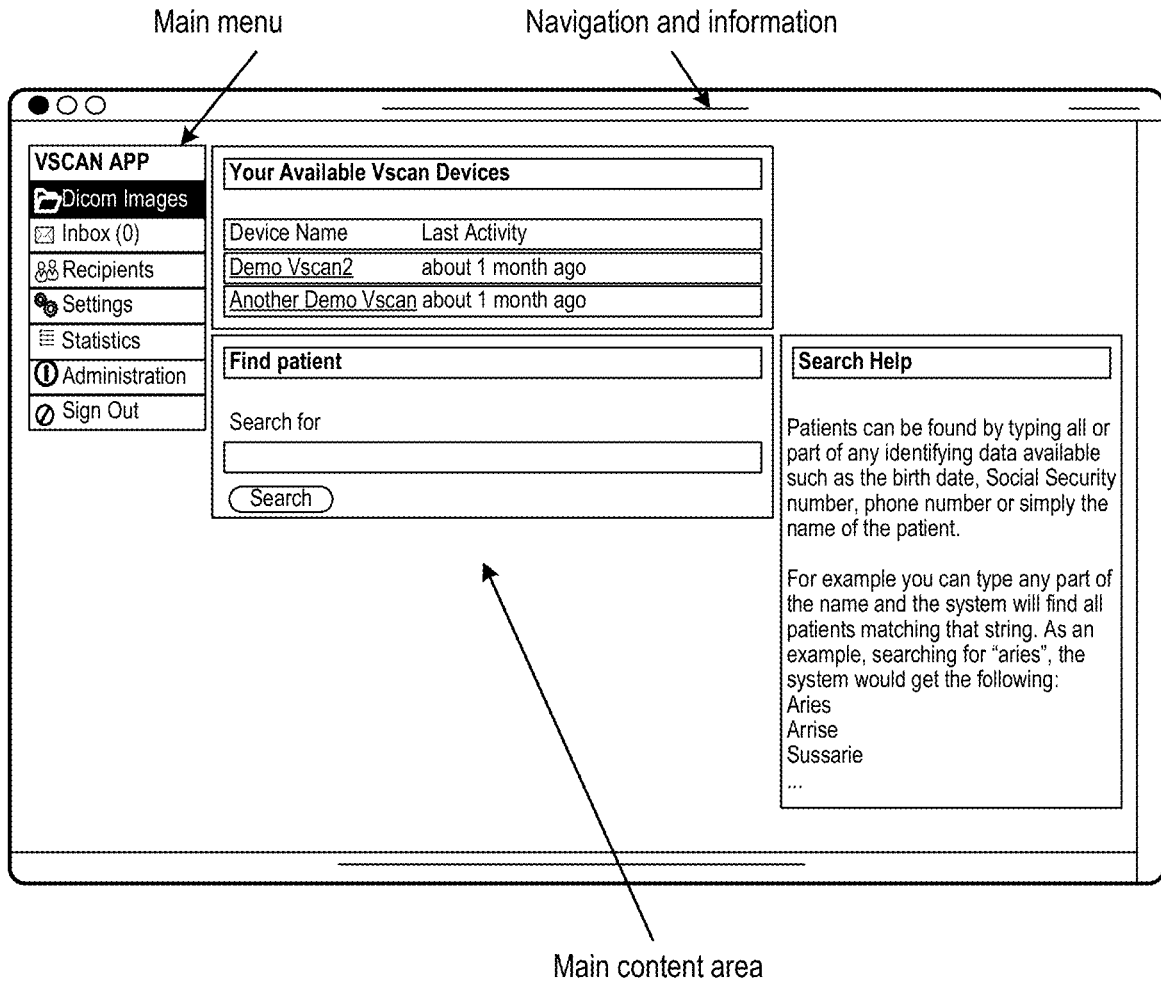 Main menu
Navigation and information
VSCAN APP
Dicom Images
Inbox (0)
Recipients
Settings
Statistics
Administration
Sign Out
Your Available Vscan Devices
Device Name Last Activity
Demo Vscan2 about 1 month ago
Another Demo Vscan about 1 month ago
Find patient
Search for
Search
Search Help
Patients can be found by typing all or
part of any identifying data available
such as the birth date, Social Security
number, phone number or simply the
name of the patient.
For example you can type any part of
the name and the system will find all
patients matching that string. As an
example, searching for “aries”, the
system would get the following:
Aries
Arrise
Sussarie
...
Main content area